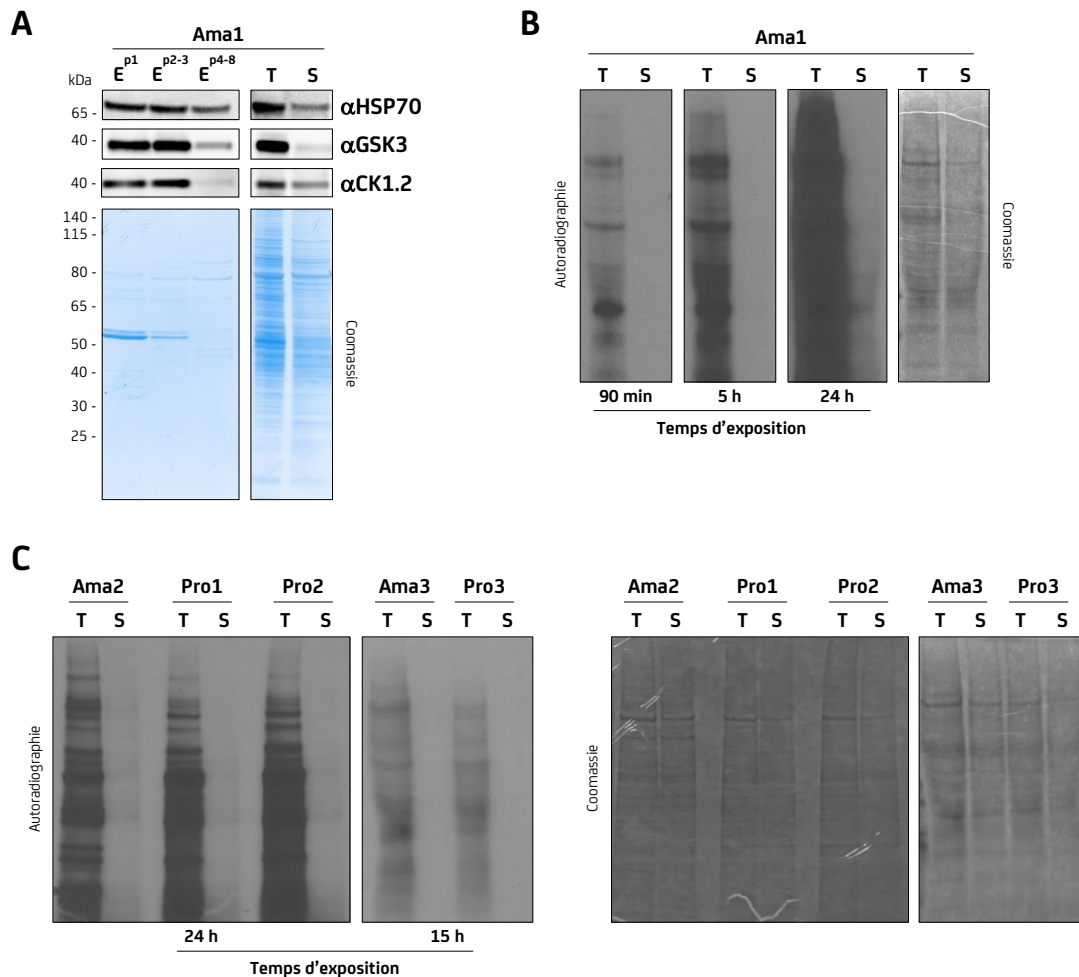 A
B
Ama1
Ama1
kDa
E^p1 E^p2-3 E^p4-8 T S
T S T S T S T S
65 - αHSP70
40 - αGSK3
40 - αCK1.2
140 -
115 -
80 -
65 -
50 -
40 -
30 -
25 -
Coomassie
Autoradiographie
Coomassie
90 min 5 h 24 h
Temps d’exposition
C
Ama2 Pro1 Pro2 Ama3 Pro3
T S T S T S T S T S
Autoradiographie
24 h 15 h
Temps d’exposition
Ama2 Pro1 Pro2 Ama3 Pro3
T S T S T S T S T S
Coomassie